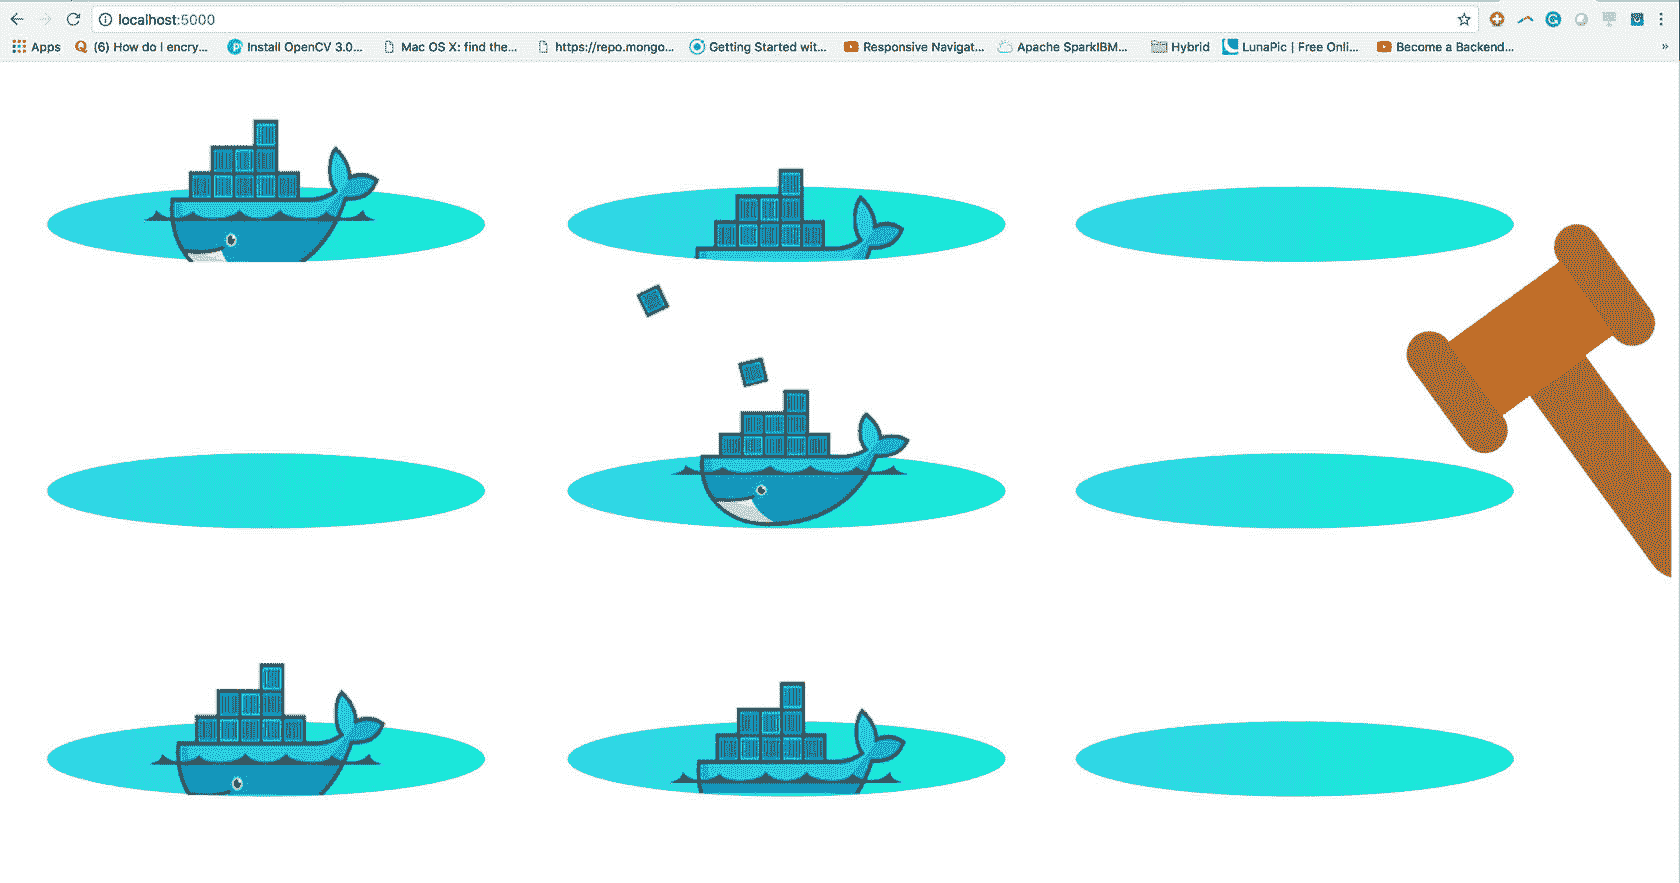 localhost:5000
Apps (6) How do I encry... Install OpenCV 3.0... Mac OS X: find the... https://repo.mongo... Getting Started wit... Responsive Navigat... Apache SparkIBM... Hybrid LunaPic | Free Onli... Become a Backend... »